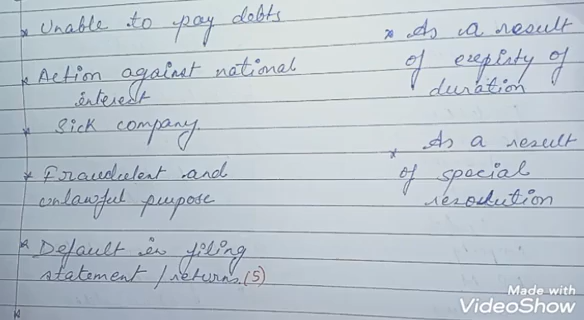 * Unable to pay debts
* Action against national
interest
* Sick company.
* Fraudulent and
unlawful purpose
* Default in filing
statement / returns.(5)
*
* As a result
of expirty of
duration
* As a result
of special
resolution
Made with
VideoShow